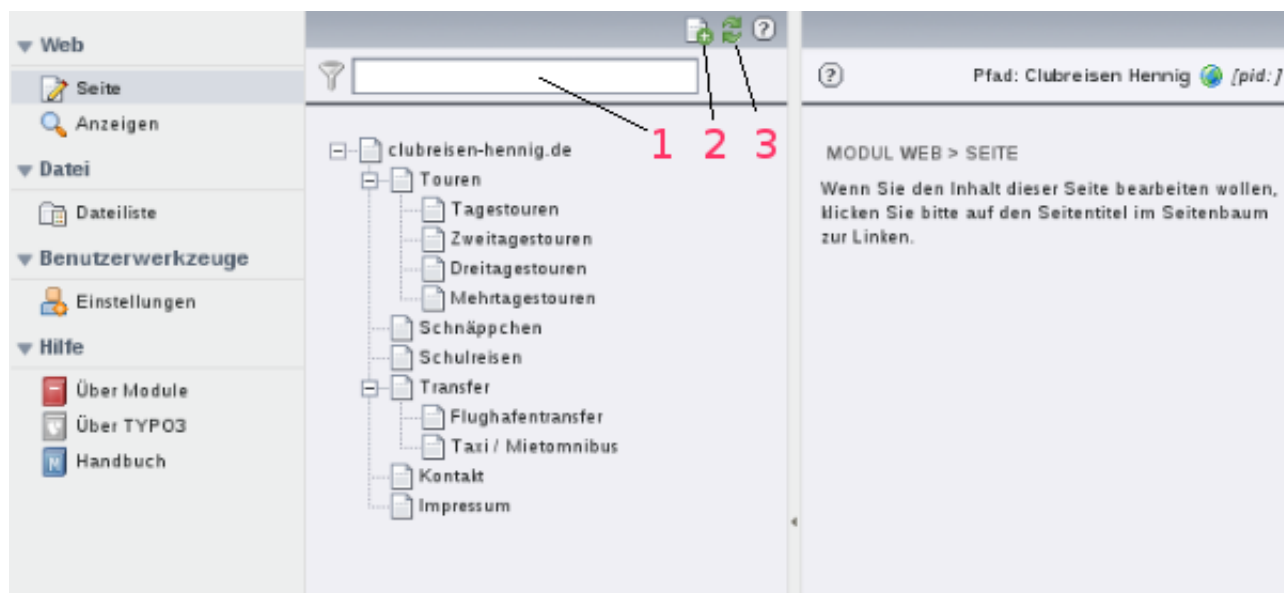 Web
Seite
Anzeigen
Datei
Dateiliste
Benutzerwerkzeuge
Einstellungen
Hilfe
Über Module
Über TYPO3
Handbuch
?
1 2 3
clubreisen-hennig.de
Touren
Tagestouren
Zweitagestouren
Dreitagestouren
Mehrtagestouren
Schnäppchen
Schulreisen
Transfer
Flughafentransfer
Taxi / Mietomnibus
Kontakt
Impressum
? Pfad: Clubreisen Hennig [pid: ]
MODUL WEB > SEITE
Wenn Sie den Inhalt dieser Seite bearbeiten wollen,
klicken Sie bitte auf den Seitentitel im Seitenbaum
zur Linken.